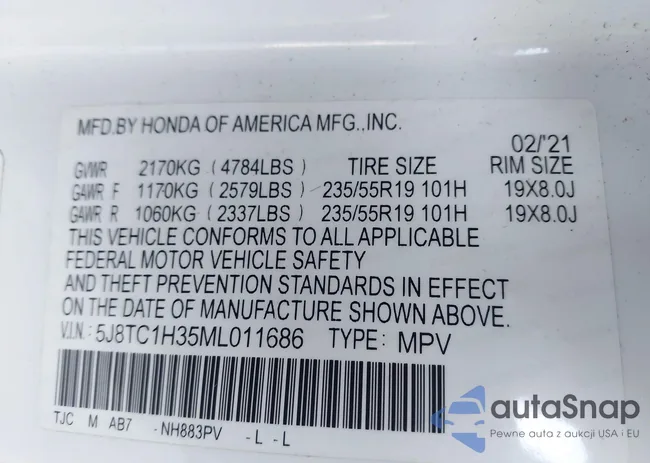 MFD.BY HONDA OF AMERICA MFG.,INC.
02/'21
GVWR 2170KG (4784LBS) TIRE SIZE RIM SIZE
GAWR F 1170KG (2579LBS) 235/55R19 101H 19X8.0J
GAWR R 1060KG (2337LBS) 235/55R19 101H 19X8.0J
THIS VEHICLE CONFORMS TO ALL APPLICABLE
FEDERAL MOTOR VEHICLE SAFETY
AND THEFT PREVENTION STANDARDS IN EFFECT
ON THE DATE OF MANUFACTURE SHOWN ABOVE.
V.I.N: 5J8TC1H35ML011686 TYPE: MPV
TJC M AB7 -NH883PV -L -L
autaSnap
Pewne auta z aukcji USA i EU